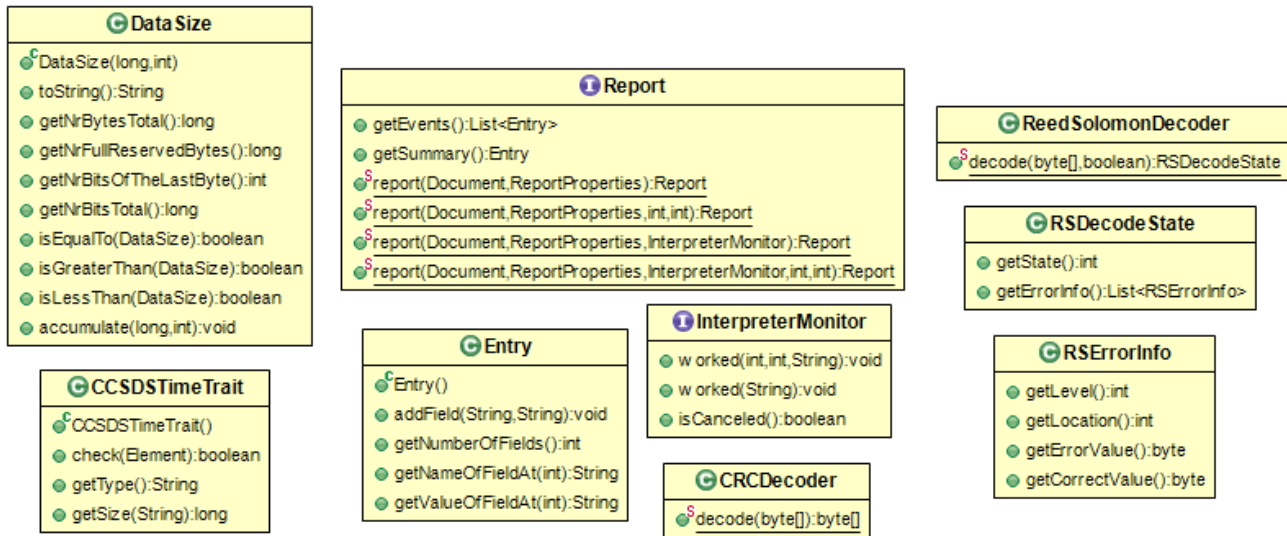 C DataSize
C DataSize(long,int)
toString():String
getNrBytesTotal():long
getNrFullReservedBytes():long
getNrBitsOfTheLastByte():int
getNrBitsTotal():long
isEqualTo(DataSize):boolean
isGreaterThan(DataSize):boolean
isLessThan(DataSize):boolean
accumulate(long,int):void
C CCSDSTimeTrait
C CCSDSTimeTrait()
check(Element):boolean
getType():String
getSize(String):long
I Report
getEvents():List<Entry>
getSummary():Entry
S report(Document,ReportProperties):Report
S report(Document,ReportProperties,int,int):Report
S report(Document,ReportProperties,InterpreterMonitor):Report
S report(Document,ReportProperties,InterpreterMonitor,int,int):Report
C Entry
C Entry()
addField(String,String):void
getNumberOfFields():int
getNameOfFieldAt(int):String
getValueOfFieldAt(int):String
I InterpreterMonitor
w orked(int,int,String):void
w orked(String):void
isCanceled():boolean
C CRCDecoder
S decode(byte[]):byte[]
C ReedSolomonDecoder
S decode(byte[],boolean):RSDecodeState
C RSDecodeState
getState():int
getErrorInfo():List<RSErrorInfo>
C RSErrorInfo
getLevel():int
getLocation():int
getErrorValue():byte
getCorrectValue():byte